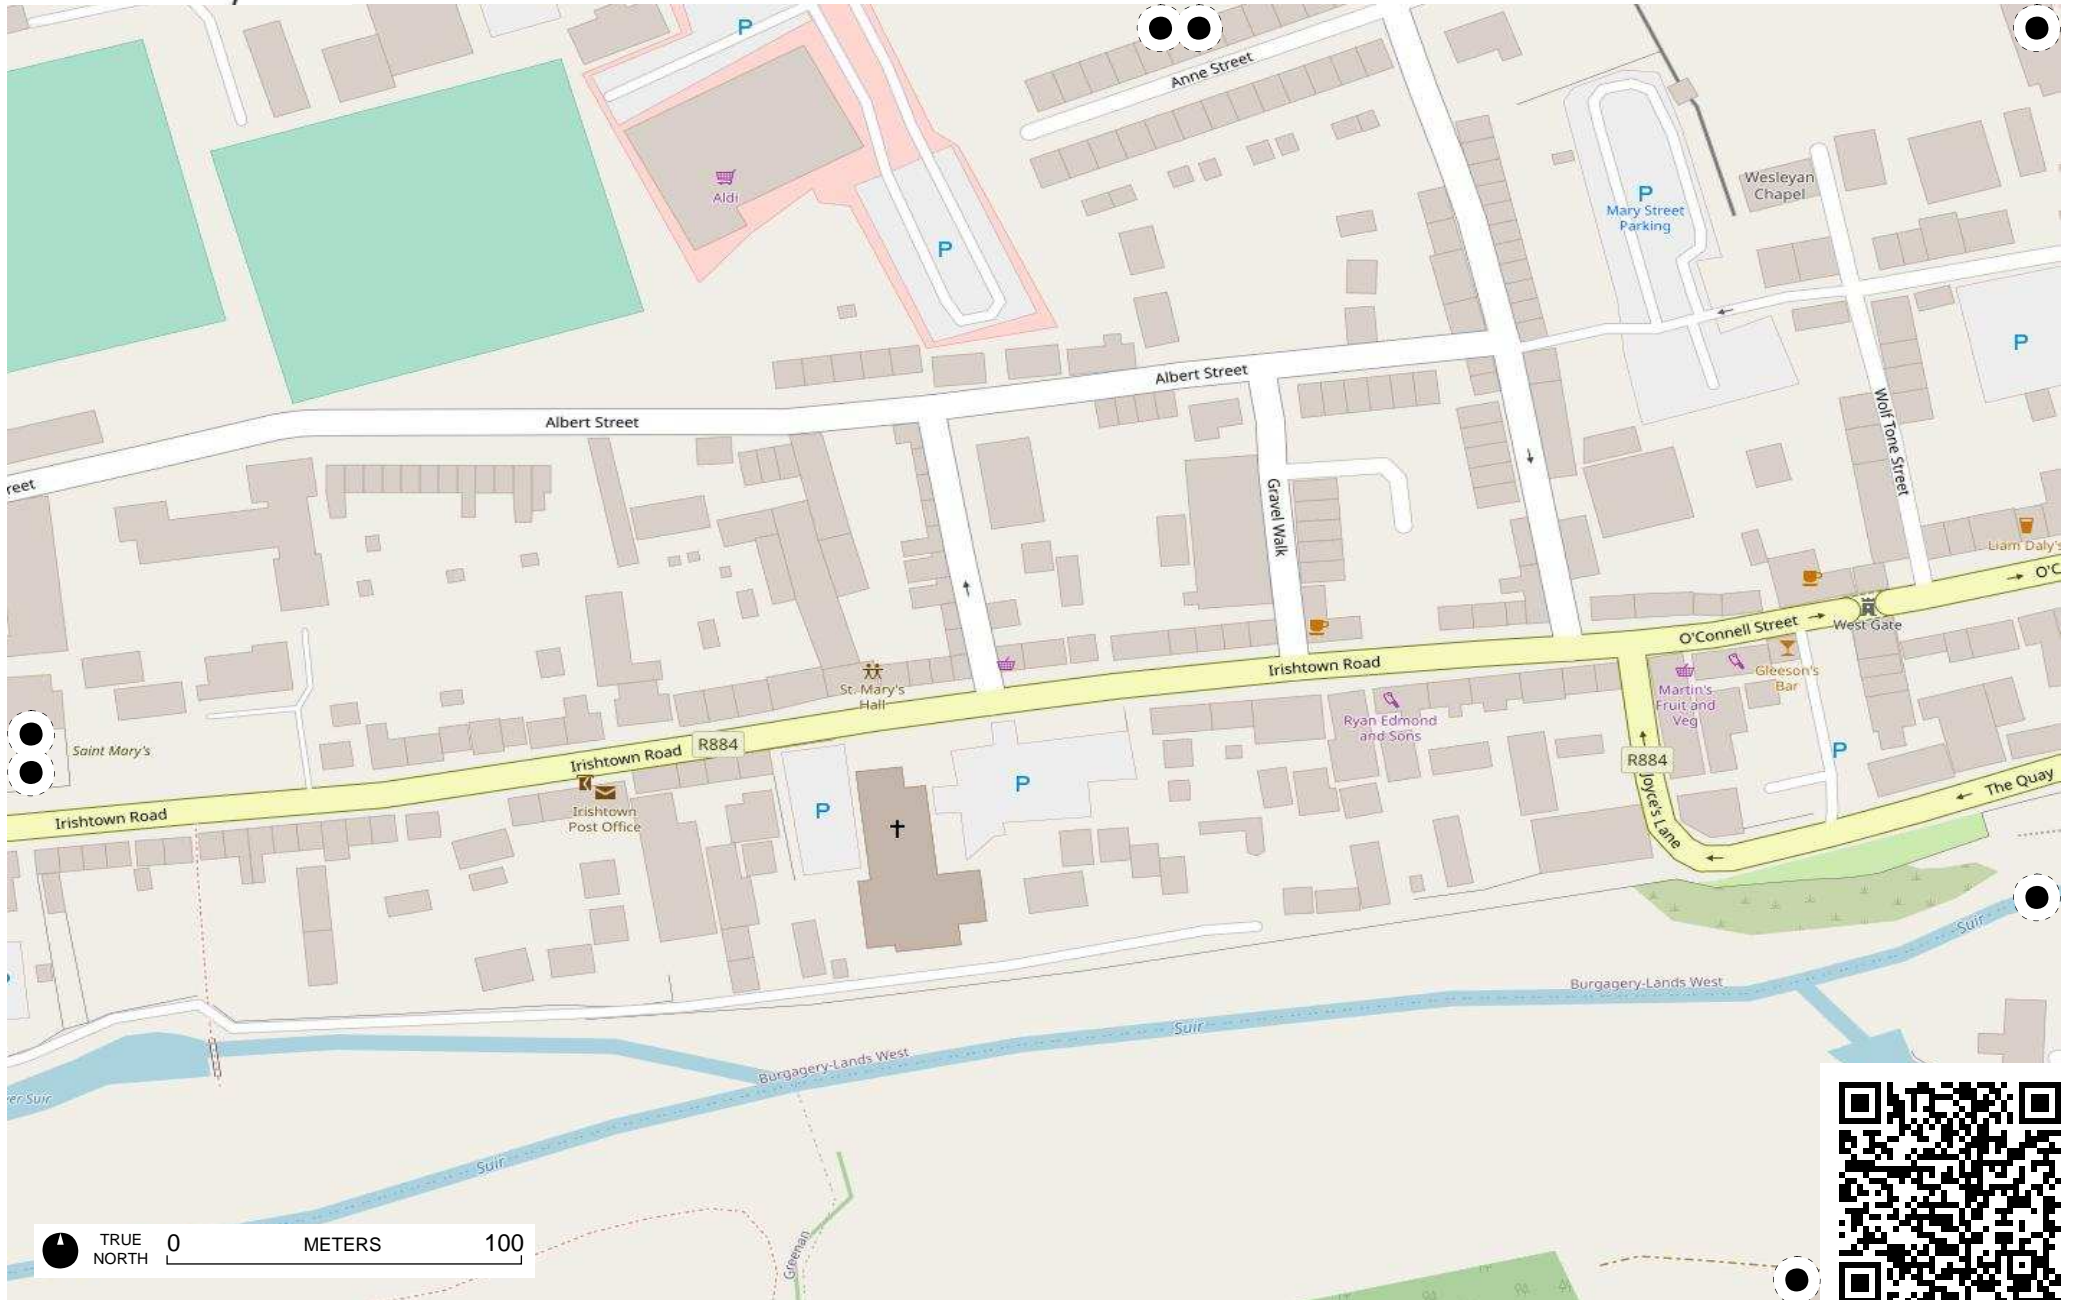 P
Anne Street
Aldi
P
Wesleyan
Chapel
P
Mary Street
Parking
P
Albert Street
Albert Street
reet
Gravel Walk
Wolf Tone Street
Liam Daly's
O'C
O'Connell Street
West Gate
Irishtown Road
St. Mary's
Hall
Gleeson's
Bar
Martin's
Fruit and
Veg
Ryan Edmond
and Sons
P
Saint Mary's
Irishtown Road
R884
R884
Joyce's Lane
The Quay
P
P
Irishtown
Post Office
Irishtown Road
Suir
Burgagery-Lands West
Suir
Burgagery-Lands West
er Suir
Suir
Greenan
TRUE
NORTH
0 METERS 100